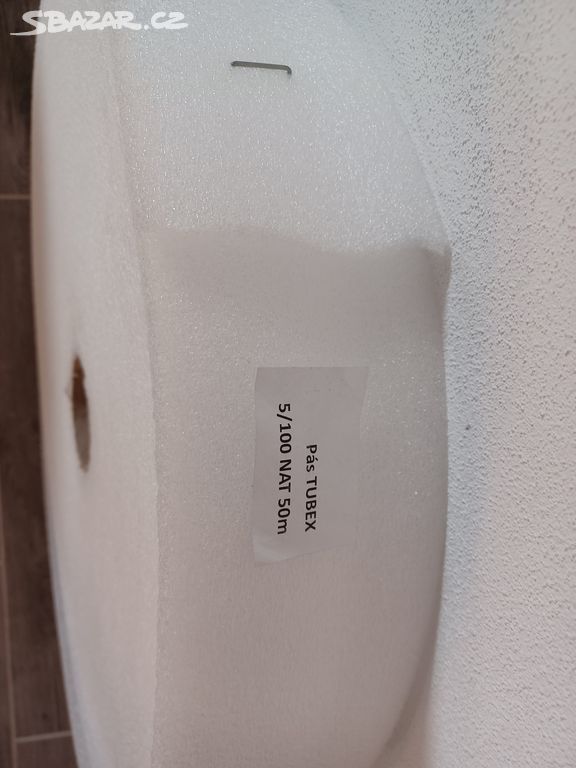 SBAZAR.CZ
Pás TUBEX
5/100 NAT 50m